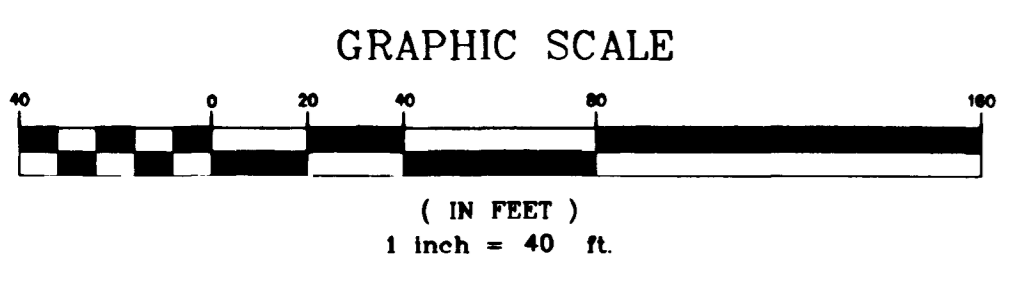 GRAPHIC SCALE
40 0 20 40 80 160
( IN FEET )
1 inch = 40 ft.